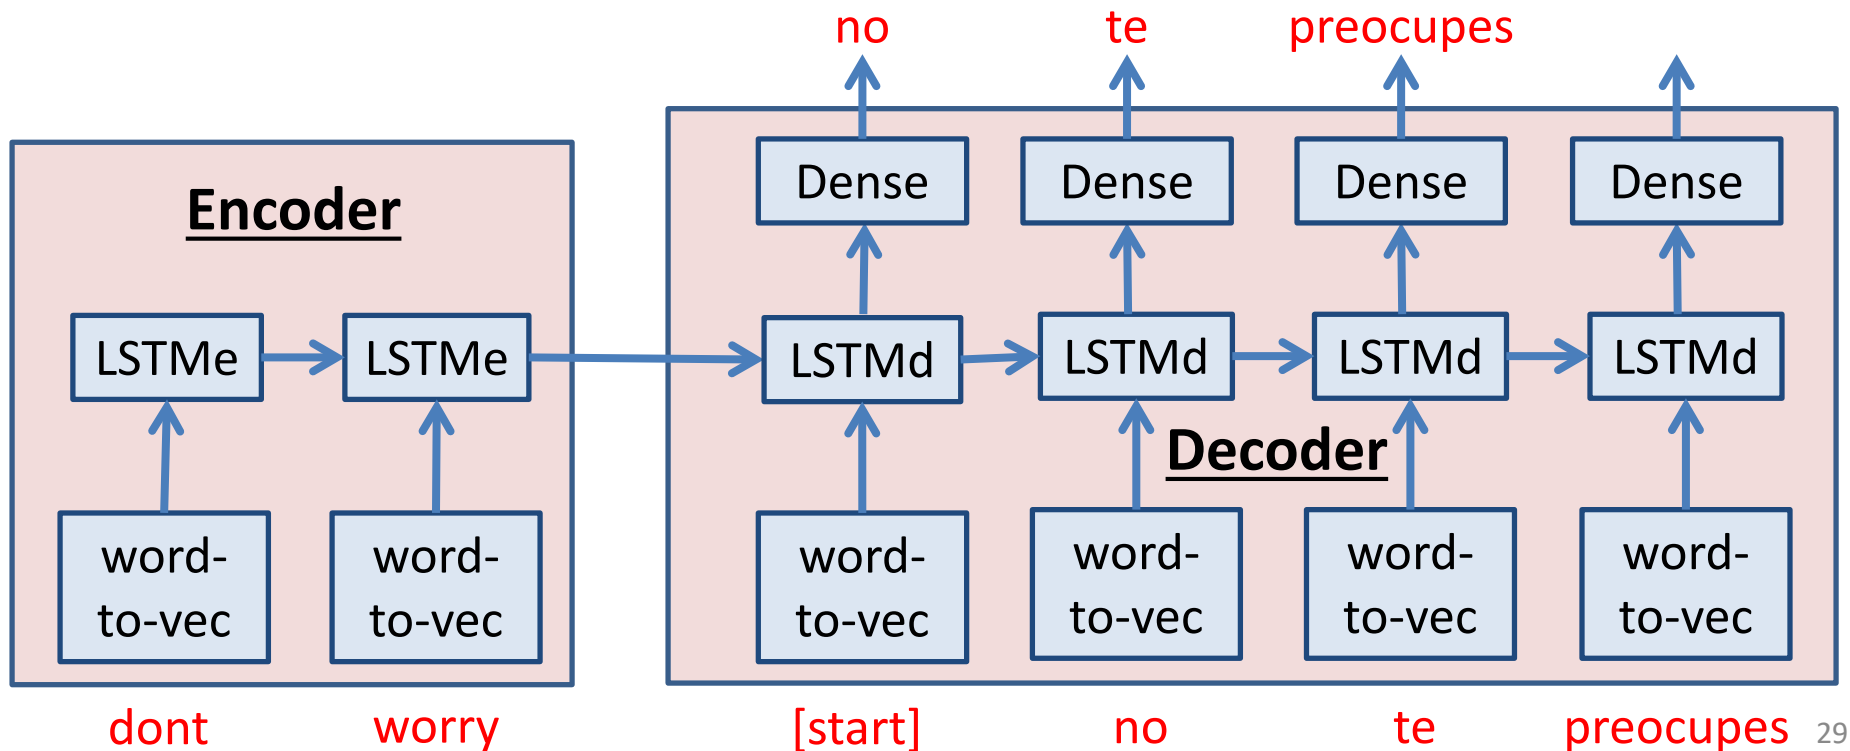 no te preocupes
Encoder
Dense Dense Dense Dense
LSTMe LSTMe LSTMd LSTMd LSTMd LSTMd
Decoder
word- word- word- word- word- word-
to-vec to-vec to-vec to-vec to-vec to-vec
dont worry [start] no te preocupes 29